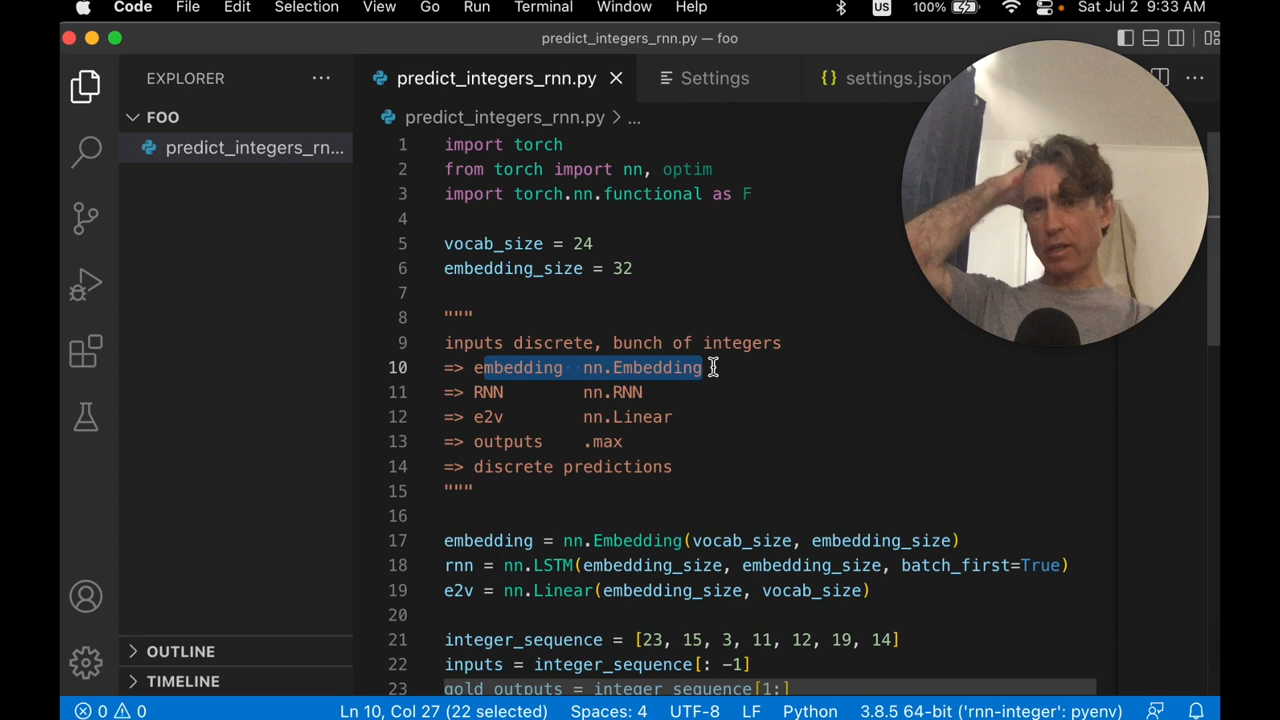 Code File Edit Selection View Go Run Terminal Window Help US 100% Sat Jul 2 9:33 AM
predict_integers_rnn.py — foo
EXPLORER ···
predict_integers_rnn.py Settings {} settings.json ···
FOO
predict_integers_rn...
predict_integers_rnn.py > ...
1 import torch
2 from torch import nn, optim
3 import torch.nn.functional as F
4
5 vocab_size = 24
6 embedding_size = 32
7
8 """
9 inputs discrete, bunch of integers
10 => embedding nn.Embedding
11 => RNN nn.RNN
12 => e2v nn.Linear
13 => outputs .max
14 => discrete predictions
15 """
16
17 embedding = nn.Embedding(vocab_size, embedding_size)
18 rnn = nn.LSTM(embedding_size, embedding_size, batch_first=True)
19 e2v = nn.Linear(embedding_size, vocab_size)
20
21 integer_sequence = [23, 15, 3, 11, 12, 19, 14]
22 inputs = integer_sequence[: -1]
23 gold_outputs = integer_sequence[1:]
OUTLINE
TIMELINE
0 0 Ln 10, Col 27 (22 selected) Spaces: 4 UTF-8 LF Python 3.8.5 64-bit ('rnn-integer': pyenv)